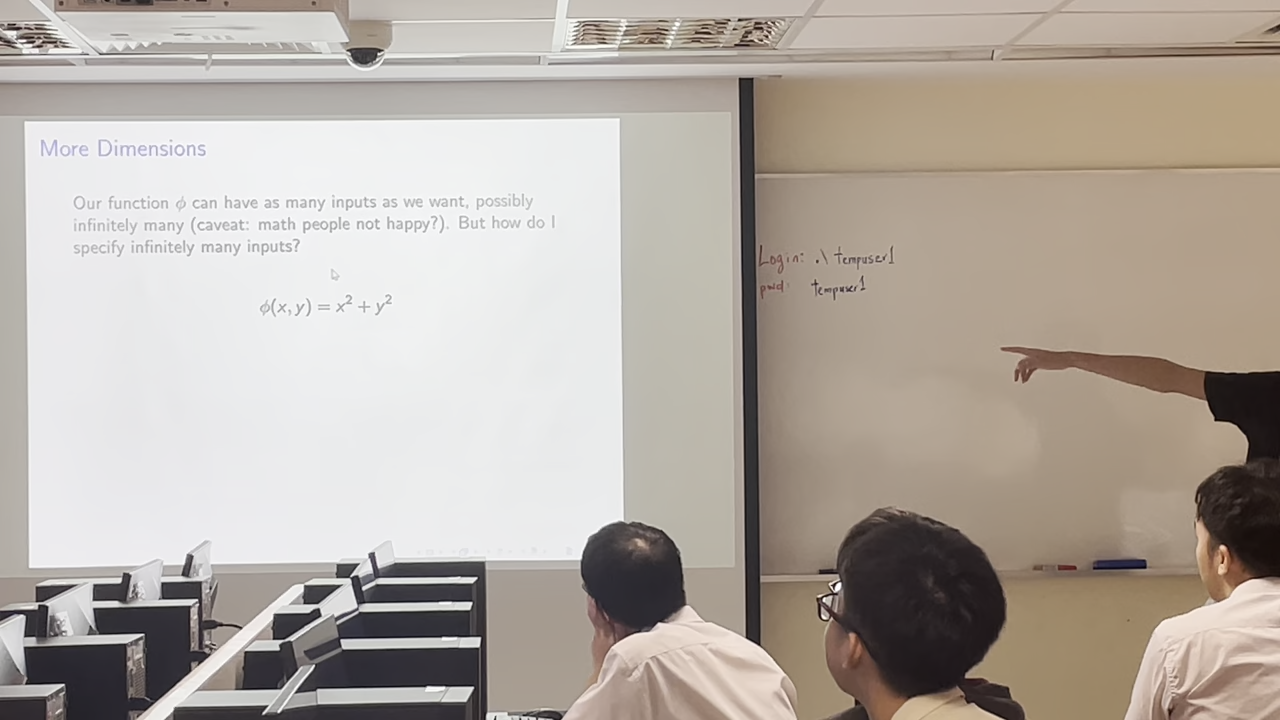 More Dimensions
Our function ϕ can have as many inputs as we want, possibly
infinitely many (caveat: math people not happy?). But how do I
specify infinitely many inputs?
ϕ(x, y) = x² + y²
Login: .\ tempuser1
pwd: tempuser1